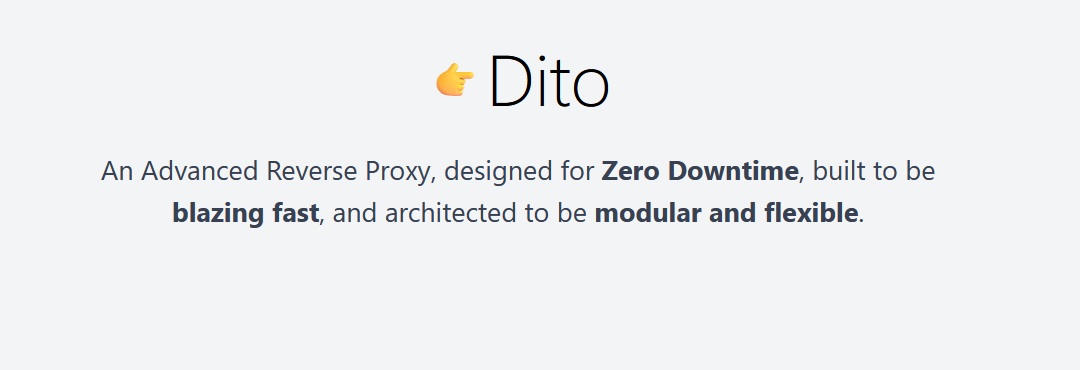 👉 Dito
An Advanced Reverse Proxy, designed for Zero Downtime, built to be
blazing fast, and architected to be modular and flexible.